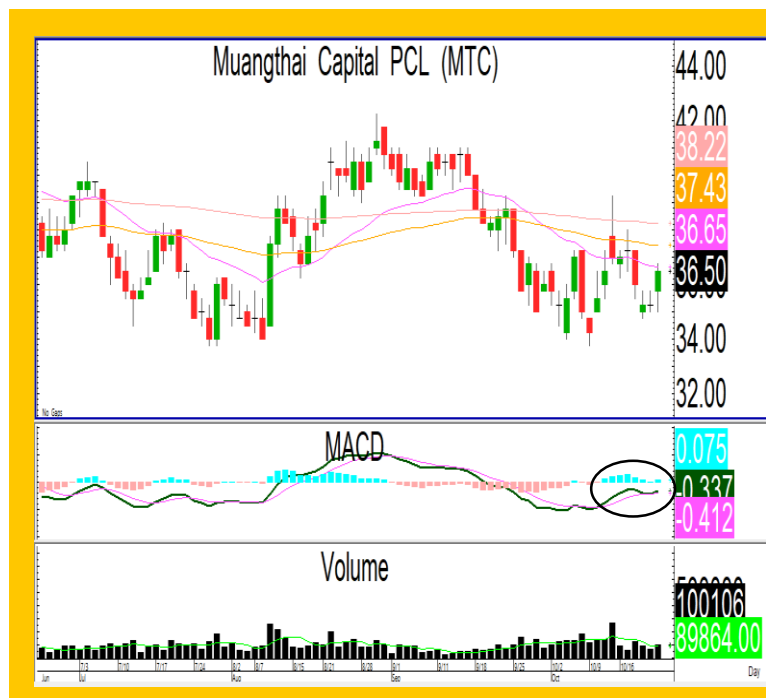 Muangthai Capital PCL (MTC)
44.00
42.00
38.22
37.43
36.65
36.50
34.00
32.00
No Gaps
MACD
0.075
-0.337
-0.412
Volume
100106
89864.00
7/3 7/10 7/17 7/24 8/2 8/7 8/15 8/21 8/28 9/1 9/11 9/18 9/25 10/2 10/9 10/16
Day
Jun Jul Aug Sep Oct